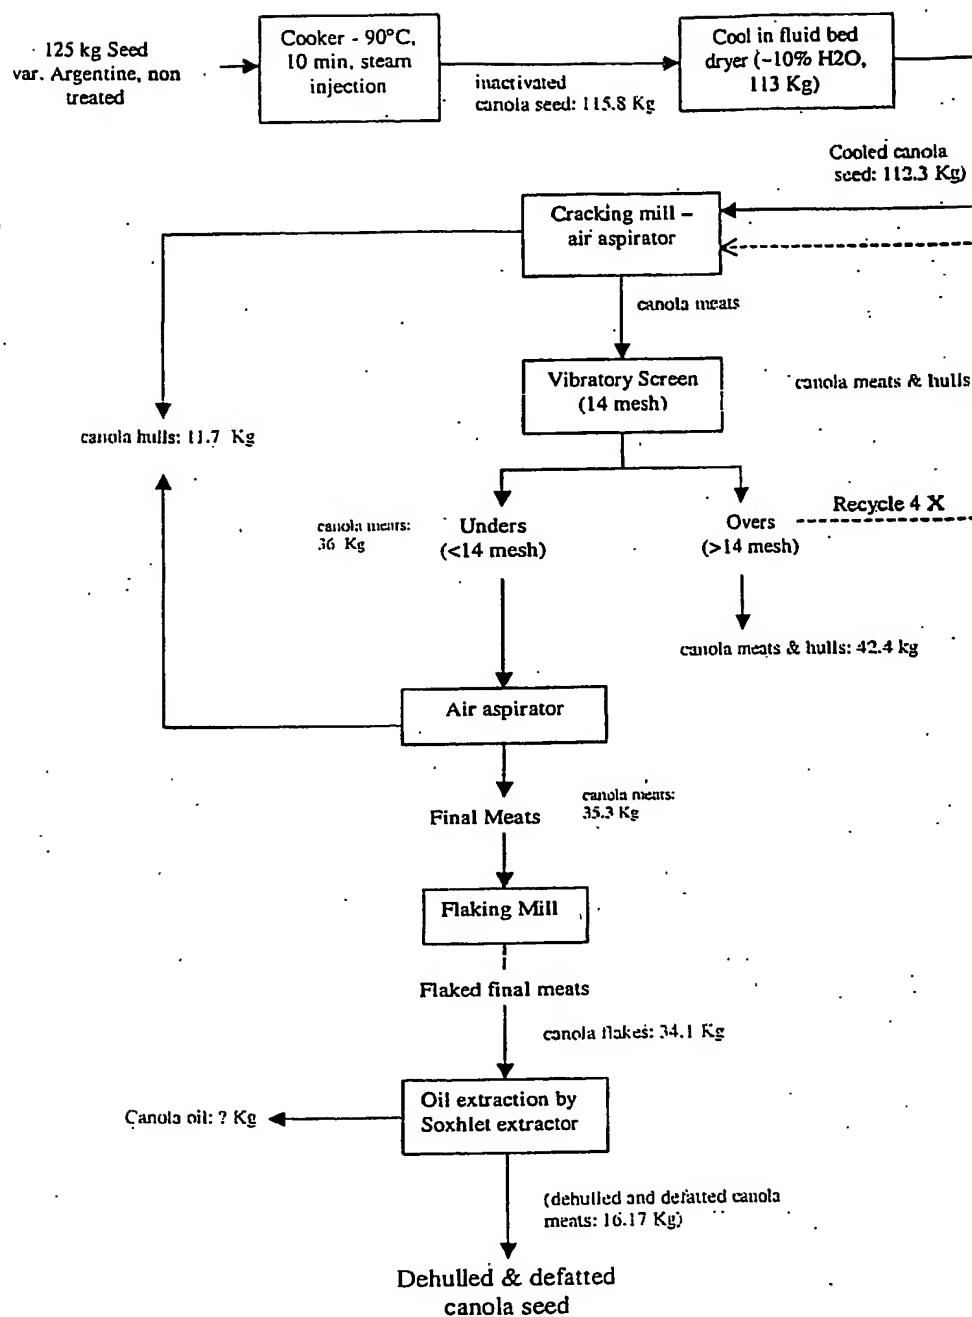 125 kg Seed
var. Argentine, non
treated
Cooker - 90°C,
10 min, steam
injection
inactivated
canola seed: 115.8 Kg
Cool in fluid bed
dryer (~10% H2O,
113 Kg)
Cooled canola
seed: 112.3 Kg)
Cracking mill –
air aspirator
canola meats
Vibratory Screen
(14 mesh)
canola meats & hulls
canola hulls: 11.7 Kg
canola meats:
36 Kg
Unders
(<14 mesh)
Overs
(>14 mesh)
Recycle 4 X
canola meats & hulls: 42.4 kg
Air aspirator
Final Meats
canola meats:
35.3 Kg
Flaking Mill
Flaked final meats
canola flakes: 34.1 Kg
Oil extraction by
Soxhlet extractor
Canola oil: ? Kg
(dehulled and defatted canola
meats: 16.17 Kg)
Dehulled & defatted
canola seed